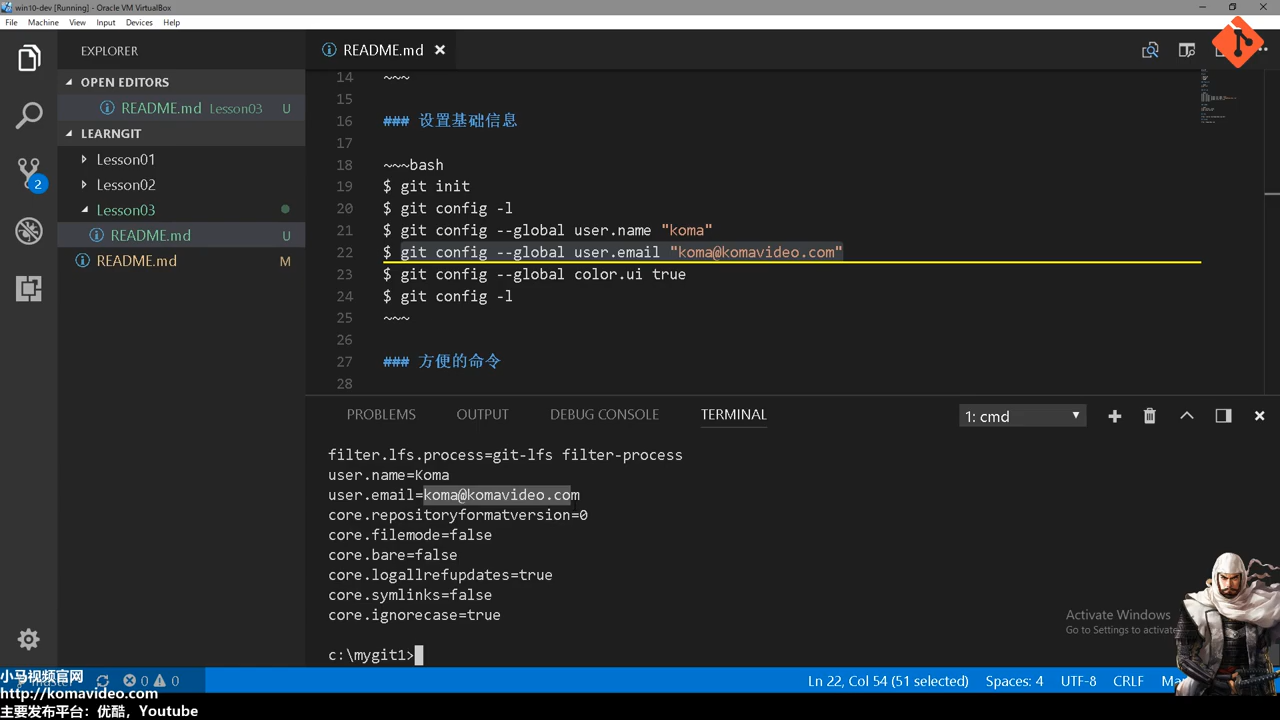 win10-dev [Running] - Oracle VM VirtualBox
File Machine View Input Devices Help
EXPLORER
OPEN EDITORS
README.md Lesson03 U
LEARNGIT
Lesson01
Lesson02
Lesson03
README.md U
README.md M
2
README.md
14 ~~~
15
16 ### 设置基础信息
17
18 ~~~bash
19 $ git init
20 $ git config -l
21 $ git config --global user.name "koma"
22 $ git config --global user.email "koma@komavideo.com"
23 $ git config --global color.ui true
24 $ git config -l
25 ~~~
26
27 ### 方便的命令
28
PROBLEMS OUTPUT DEBUG CONSOLE TERMINAL 1: cmd
filter.lfs.process=git-lfs filter-process
user.name=Koma
user.email=koma@komavideo.com
core.repositoryformatversion=0
core.filemode=false
core.bare=false
core.logallrefupdates=true
core.symlinks=false
core.ignorecase=true
c:\mygit1>
Activate Windows
Go to Settings to activate
0 0 Ln 22, Col 54 (51 selected) Spaces: 4 UTF-8 CRLF
小马视频官网
http://komavideo.com
主要发布平台：优酷，Youtube